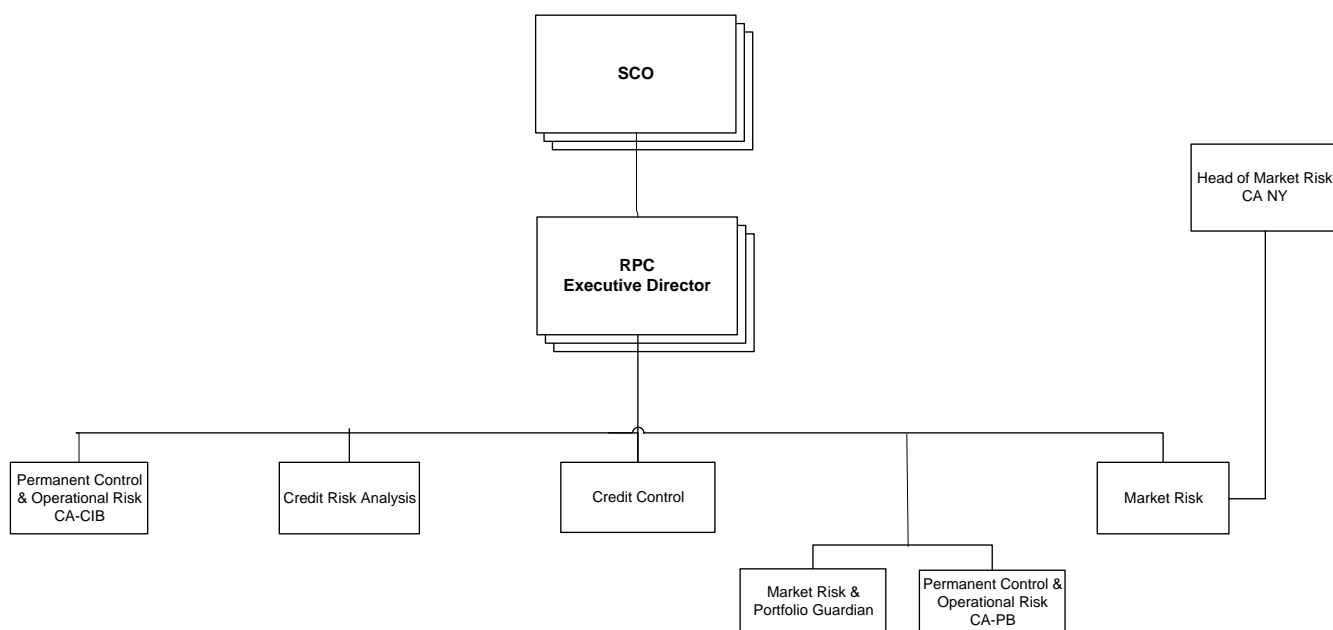 SCO
Head of Market Risk
CA NY
RPC
Executive Director
Permanent Control
& Operational Risk
CA-CIB
Credit Risk Analysis
Credit Control
Market Risk
Market Risk &
Portfolio Guardian
Permanent Control &
Operational Risk
CA-PB